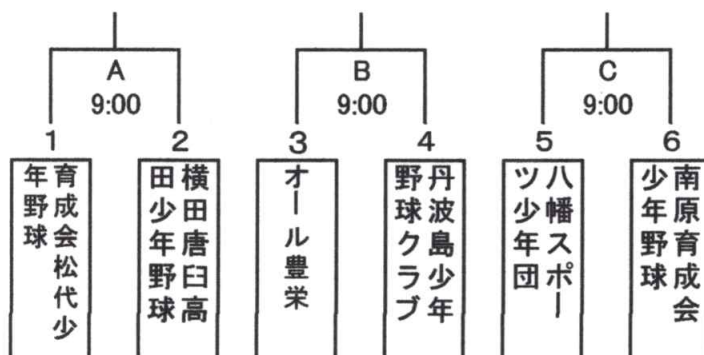 A
9:00
B
9:00
C
9:00
1
2
3
4
5
6
育成会松代少
年野球
横田唐臼高
田少年野球
オール豊栄
丹波島少年
野球クラブ
八幡スポー
ツ少年団
南原育成会
少年野球